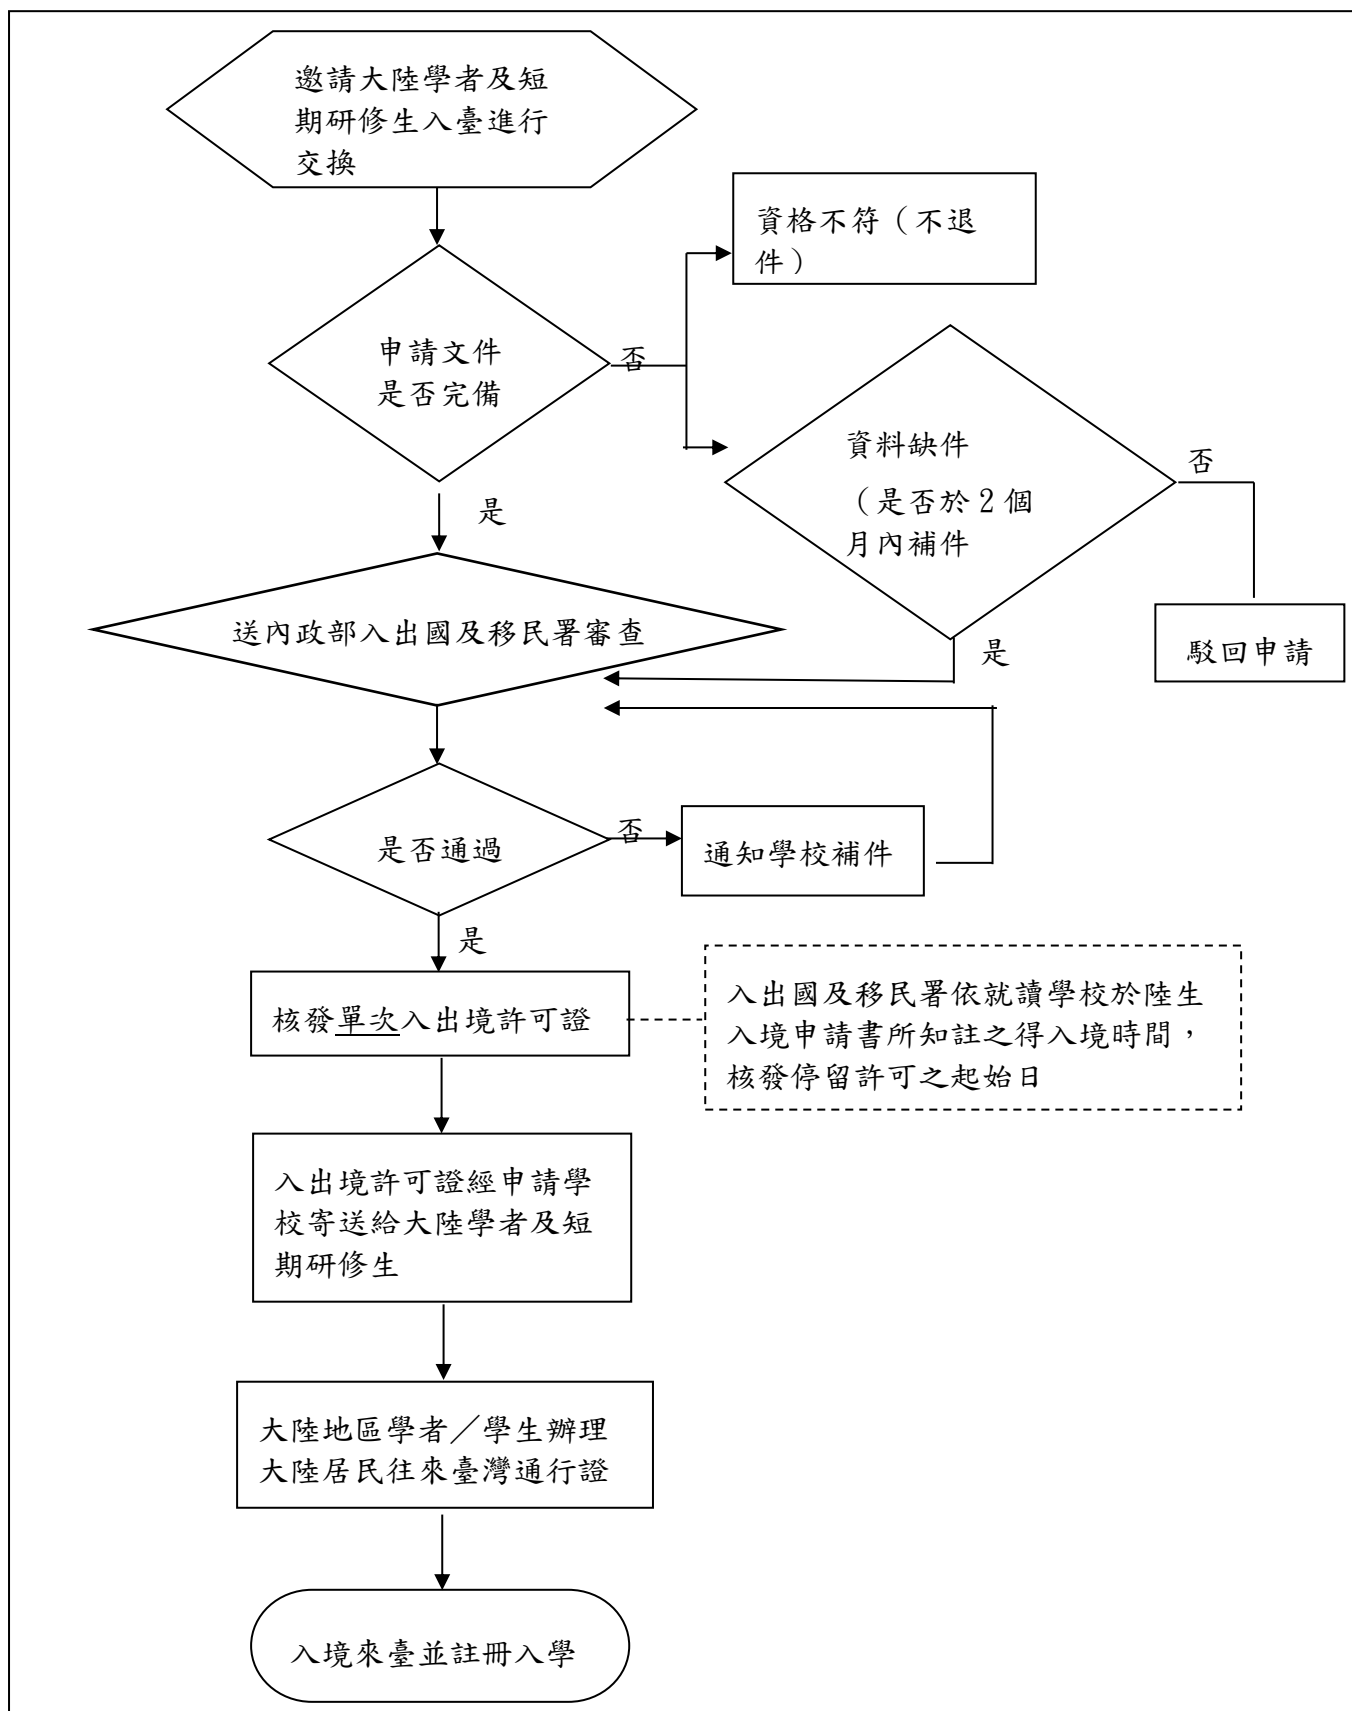 邀請大陸學者及短
期研修生入臺進行
交換
資格不符（不退
件）
申請文件
是否完備
否
資料缺件
（是否於2個
月內補件
否
是
送內政部入出國及移民署審查
是
駁回申請
是否通過
否
通知學校補件
是
核發單次入出境許可證
入出國及移民署依就讀學校於陸生
入境申請書所知註之得入境時間，
核發停留許可之起始日
入出境許可證經申請學
校寄送給大陸學者及短
期研修生
大陸地區學者／學生辦理
大陸居民往來臺灣通行證
入境來臺並註冊入學